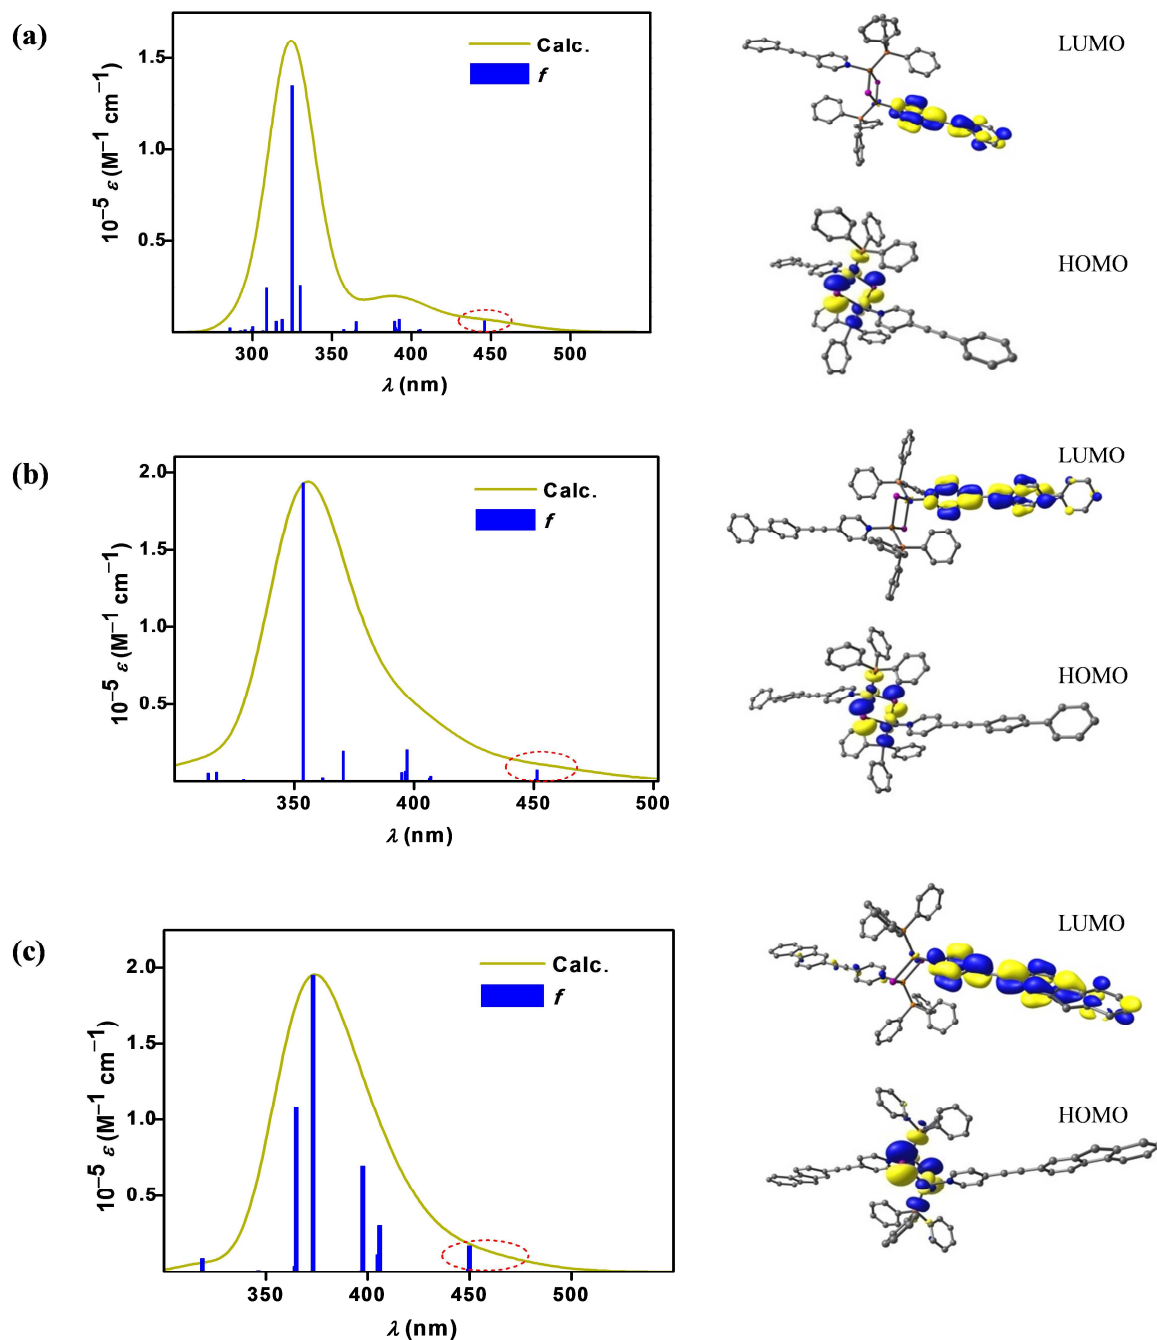 (a)
10⁻⁵ ε (M⁻¹ cm⁻¹)
1.5
1.0
0.5
Calc.
f
300 350 400 450 500
λ (nm)
LUMO
HOMO
(b)
10⁻⁵ ε (M⁻¹ cm⁻¹)
2.0
1.5
1.0
0.5
Calc.
f
350 400 450 500
λ (nm)
LUMO
HOMO
(c)
10⁻⁵ ε (M⁻¹ cm⁻¹)
2.0
1.5
1.0
0.5
Calc.
f
350 400 450 500
λ (nm)
LUMO
HOMO